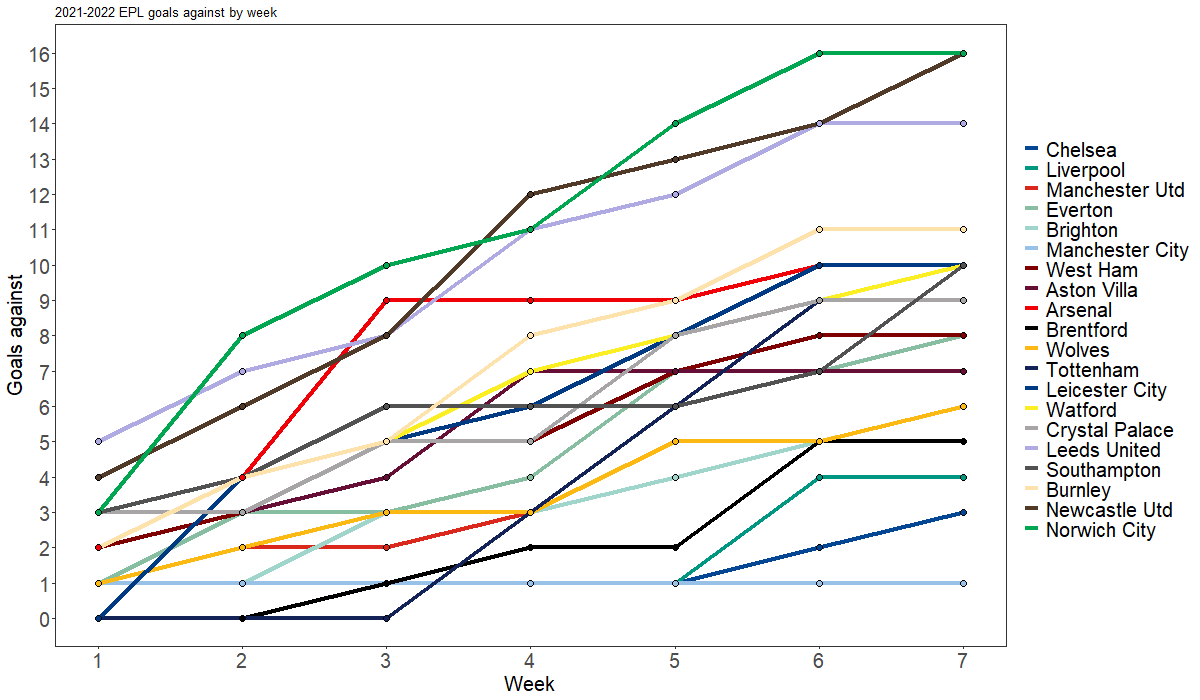 2021-2022 EPL goals against by week
Goals against
16
15
14
13
12
11
10
9
8
7
6
5
4
3
2
1
0
1 2 3 4 5 6 7
Week
Chelsea
Liverpool
Manchester Utd
Everton
Brighton
Manchester City
West Ham
Aston Villa
Arsenal
Brentford
Wolves
Tottenham
Leicester City
Watford
Crystal Palace
Leeds United
Southampton
Burnley
Newcastle Utd
Norwich City